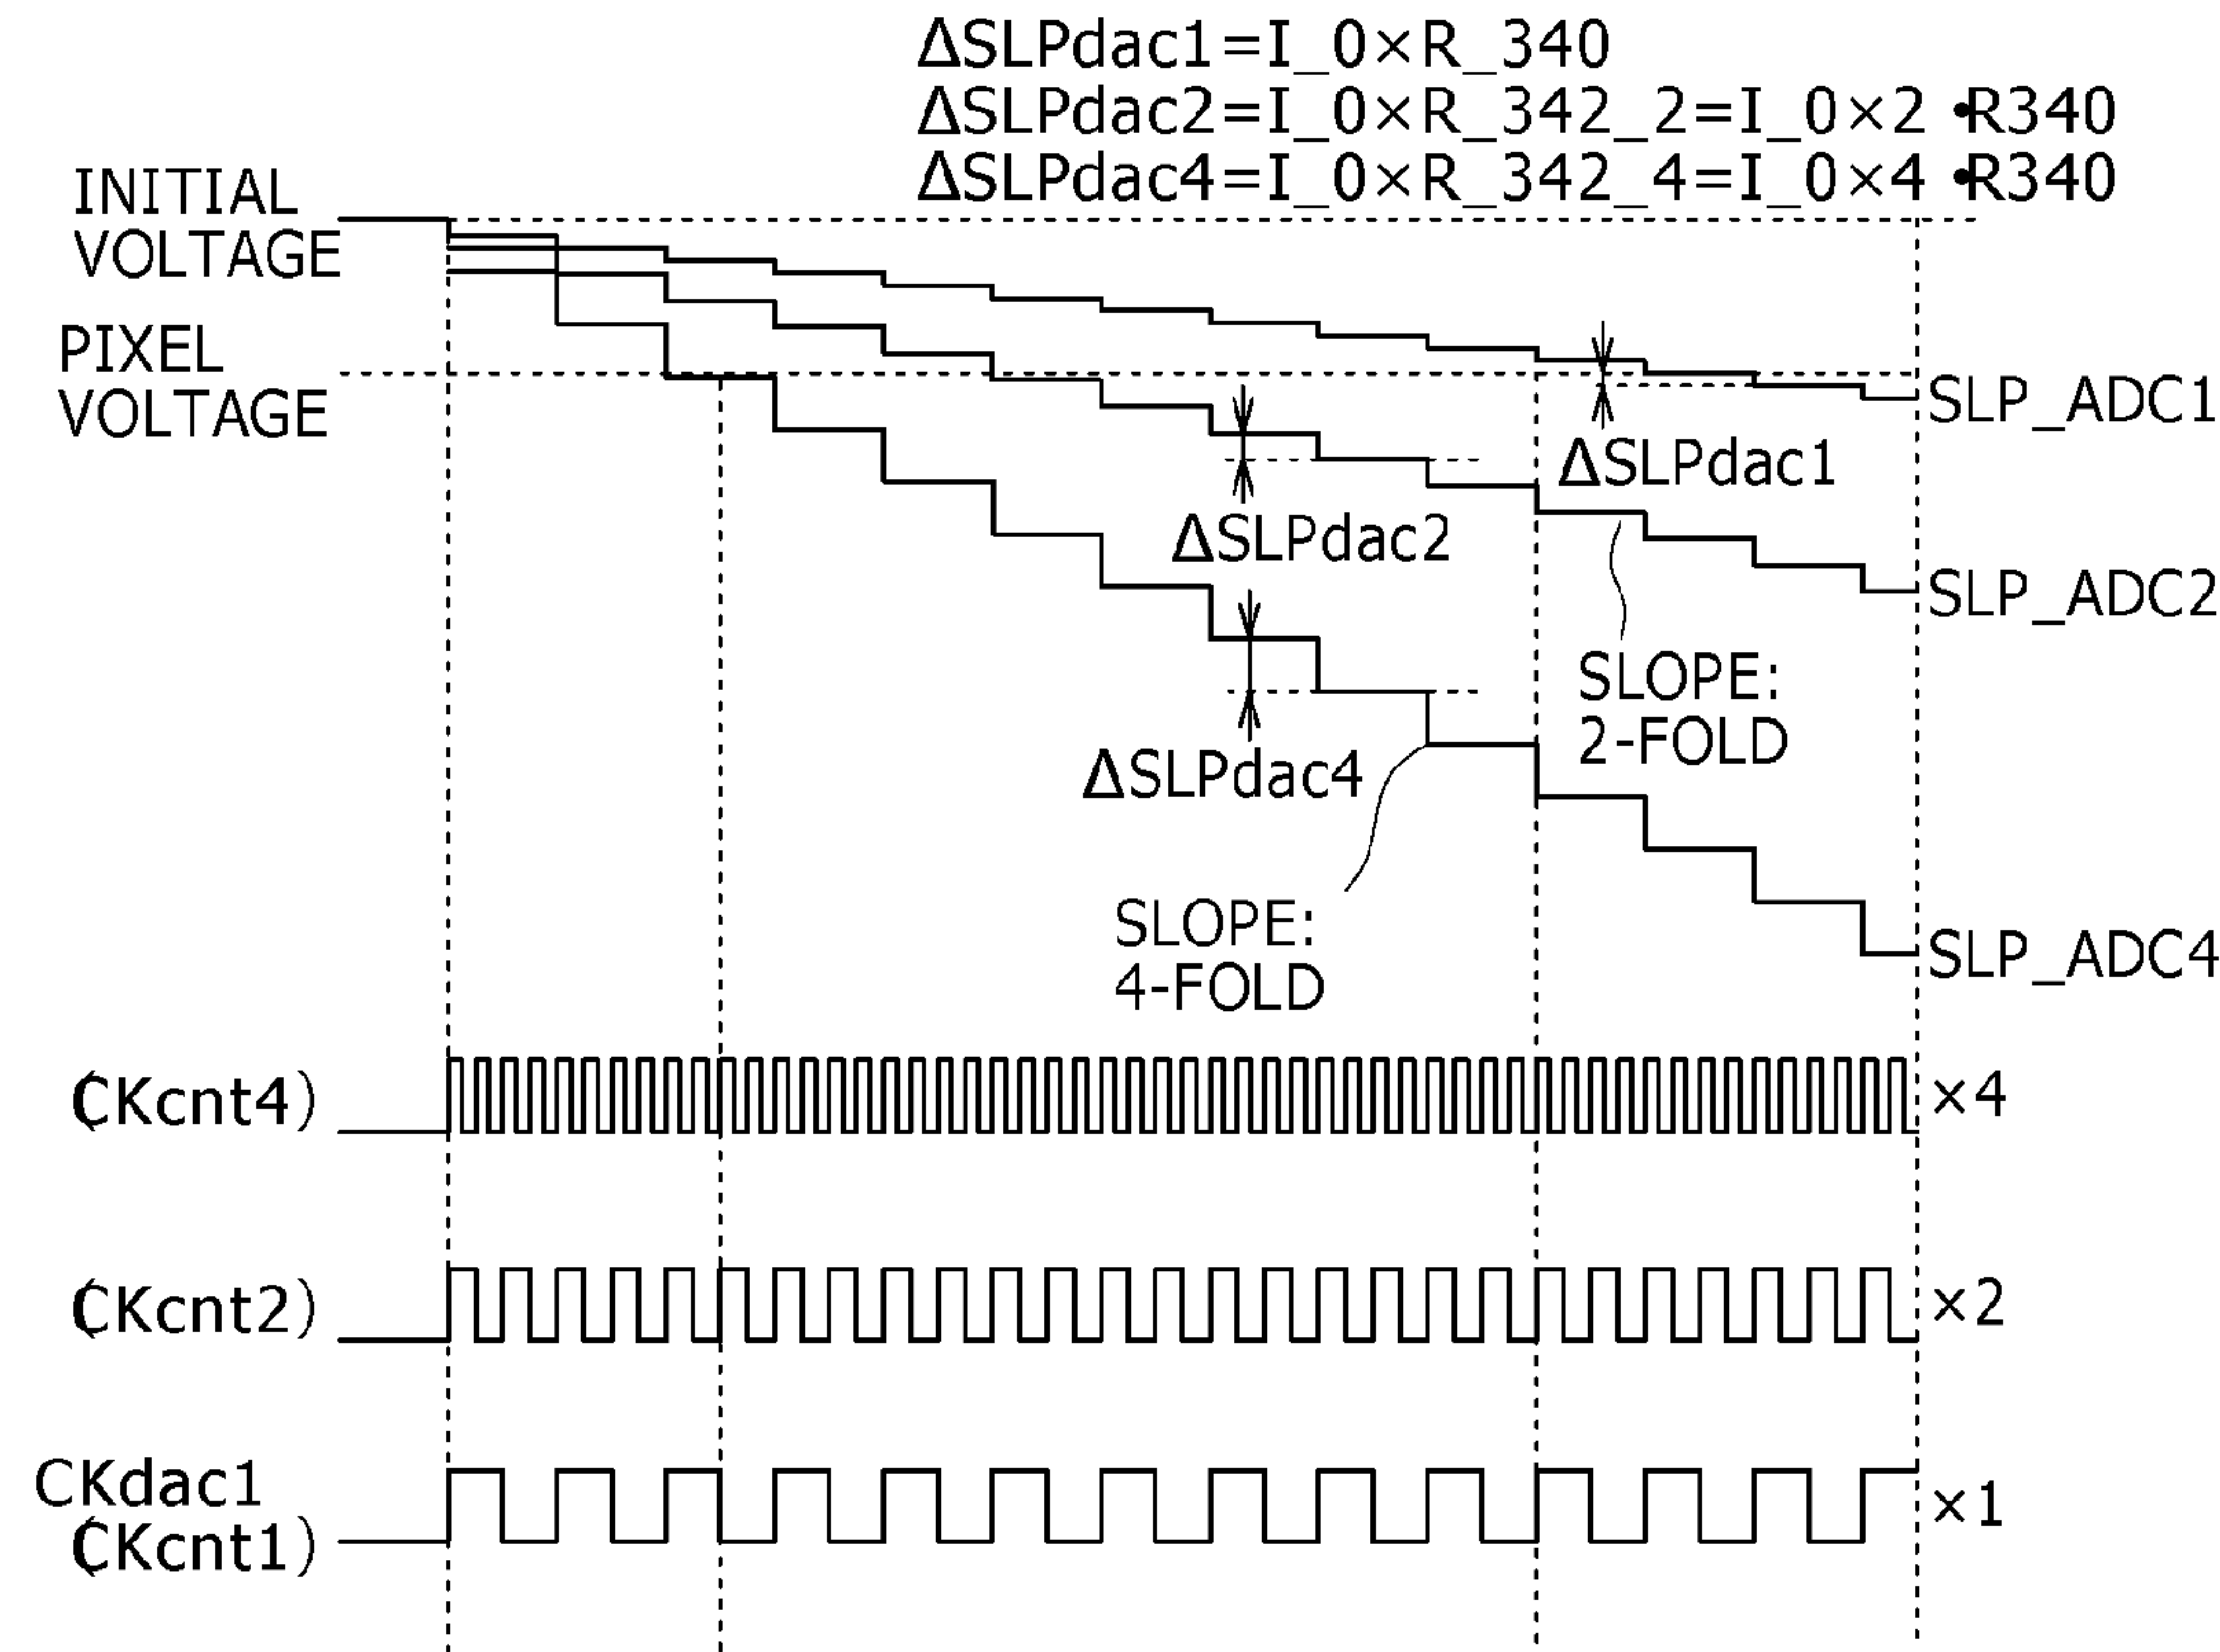 ΔSLPdac1=I_0×R_340
ΔSLPdac2=I_0×R_342_2=I_0×2•R340
ΔSLPdac4=I_0×R_342_4=I_0×4•R340
INITIAL
VOLTAGE
PIXEL
VOLTAGE
SLP_ADC1
ΔSLPdac1
ΔSLPdac2
SLP_ADC2
SLOPE:
2-FOLD
ΔSLPdac4
SLOPE:
4-FOLD
SLP_ADC4
(CKcnt4)
×4
(CKcnt2)
×2
CKdac1
(CKcnt1)
×1